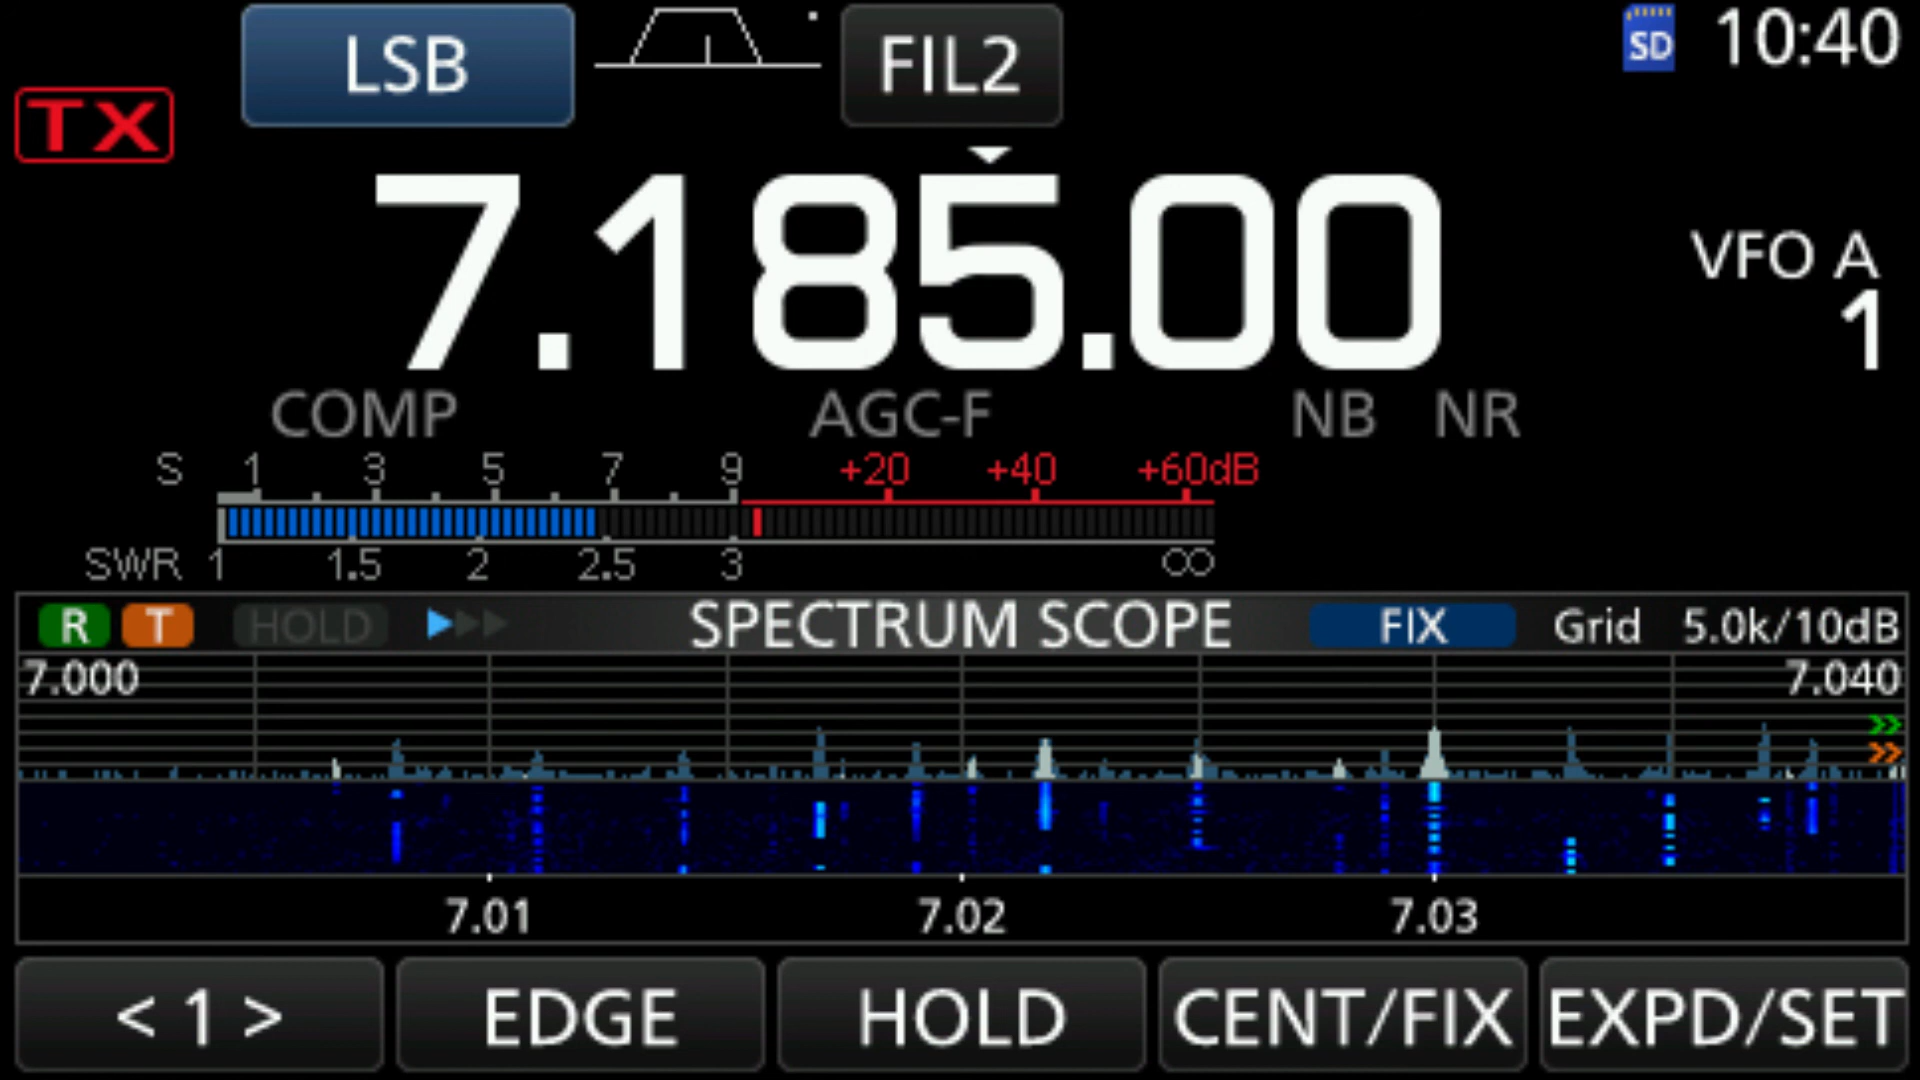 LSB FIL2 SD 10:40
TX
7.185.00
VFO A
1
COMP AGC-F NB NR
S 1 3 5 7 9 +20 +40 +60dB
SWR 1 1.5 2 2.5 3 ∞
R T HOLD SPECTRUM SCOPE FIX Grid 5.0k/10dB
7.000 7.040
7.01 7.02 7.03
< 1 > EDGE HOLD CENT/FIX EXPD/SET